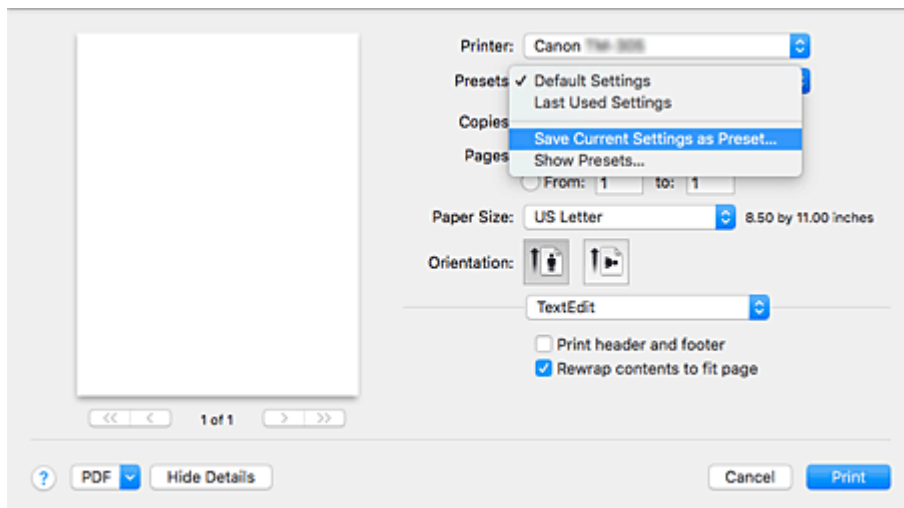 Printer: Canon
Presets ✓ Default Settings
Last Used Settings
Copies
Save Current Settings as Preset...
Pages
Show Presets...
From: 1 to: 1
Paper Size: US Letter 8.50 by 11.00 inches
Orientation:
TextEdit
Print header and footer
Rewrap contents to fit page
<< < 1 of 1 > >>
? PDF Hide Details Cancel Print